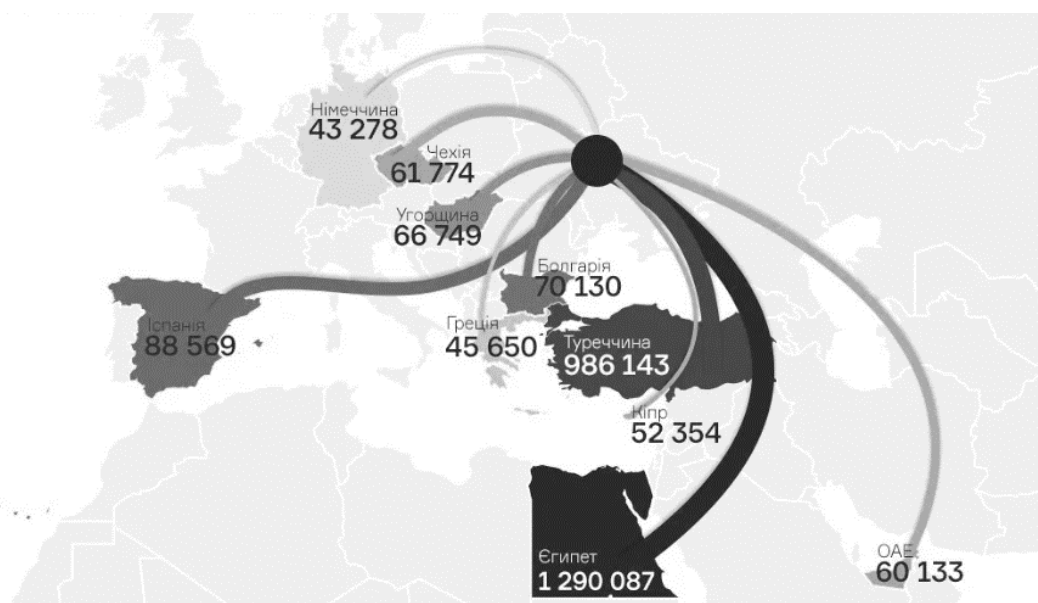 Німеччина
43 278
Чехія
61 774
Угорщина
66 749
Болгарія
70 130
Іспанія
88 569
Греція
45 650
Туреччина
986 143
Кіпр
52 354
Єгипет
1 290 087
ОАЕ
60 133